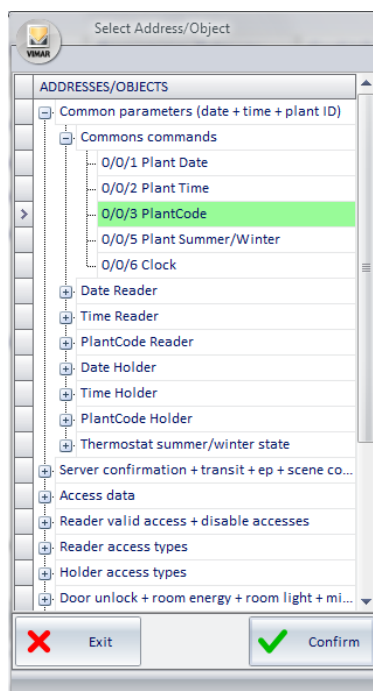 Select Address/Object
VIMAR
ADDRESSES/OBJECTS
Common parameters (date + time + plant ID)
Commons commands
0/0/1 Plant Date
0/0/2 Plant Time
0/0/3 PlantCode
0/0/5 Plant Summer/Winter
0/0/6 Clock
Date Reader
Time Reader
PlantCode Reader
Date Holder
Time Holder
PlantCode Holder
Thermostat summer/winter state
Server confirmation + transit + ep + scene co...
Access data
Reader valid access + disable accesses
Reader access types
Holder access types
Door unlock + room energy + room light + mi...
Exit
Confirm